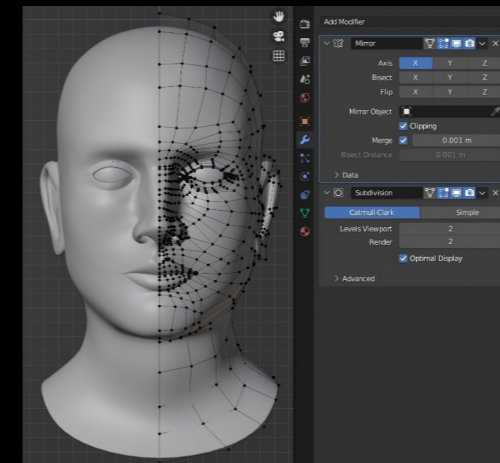 Add Modifier
Mirror
Axis X Y Z
Bisect X Y Z
Flip X Y Z
Mirror Object
Clipping
Merge 0.001 m
Bisect Distance 0.001 m
Data
Subdivision
Catmull-Clark Simple
Levels Viewport 2
Render 2
Optimal Display
Advanced